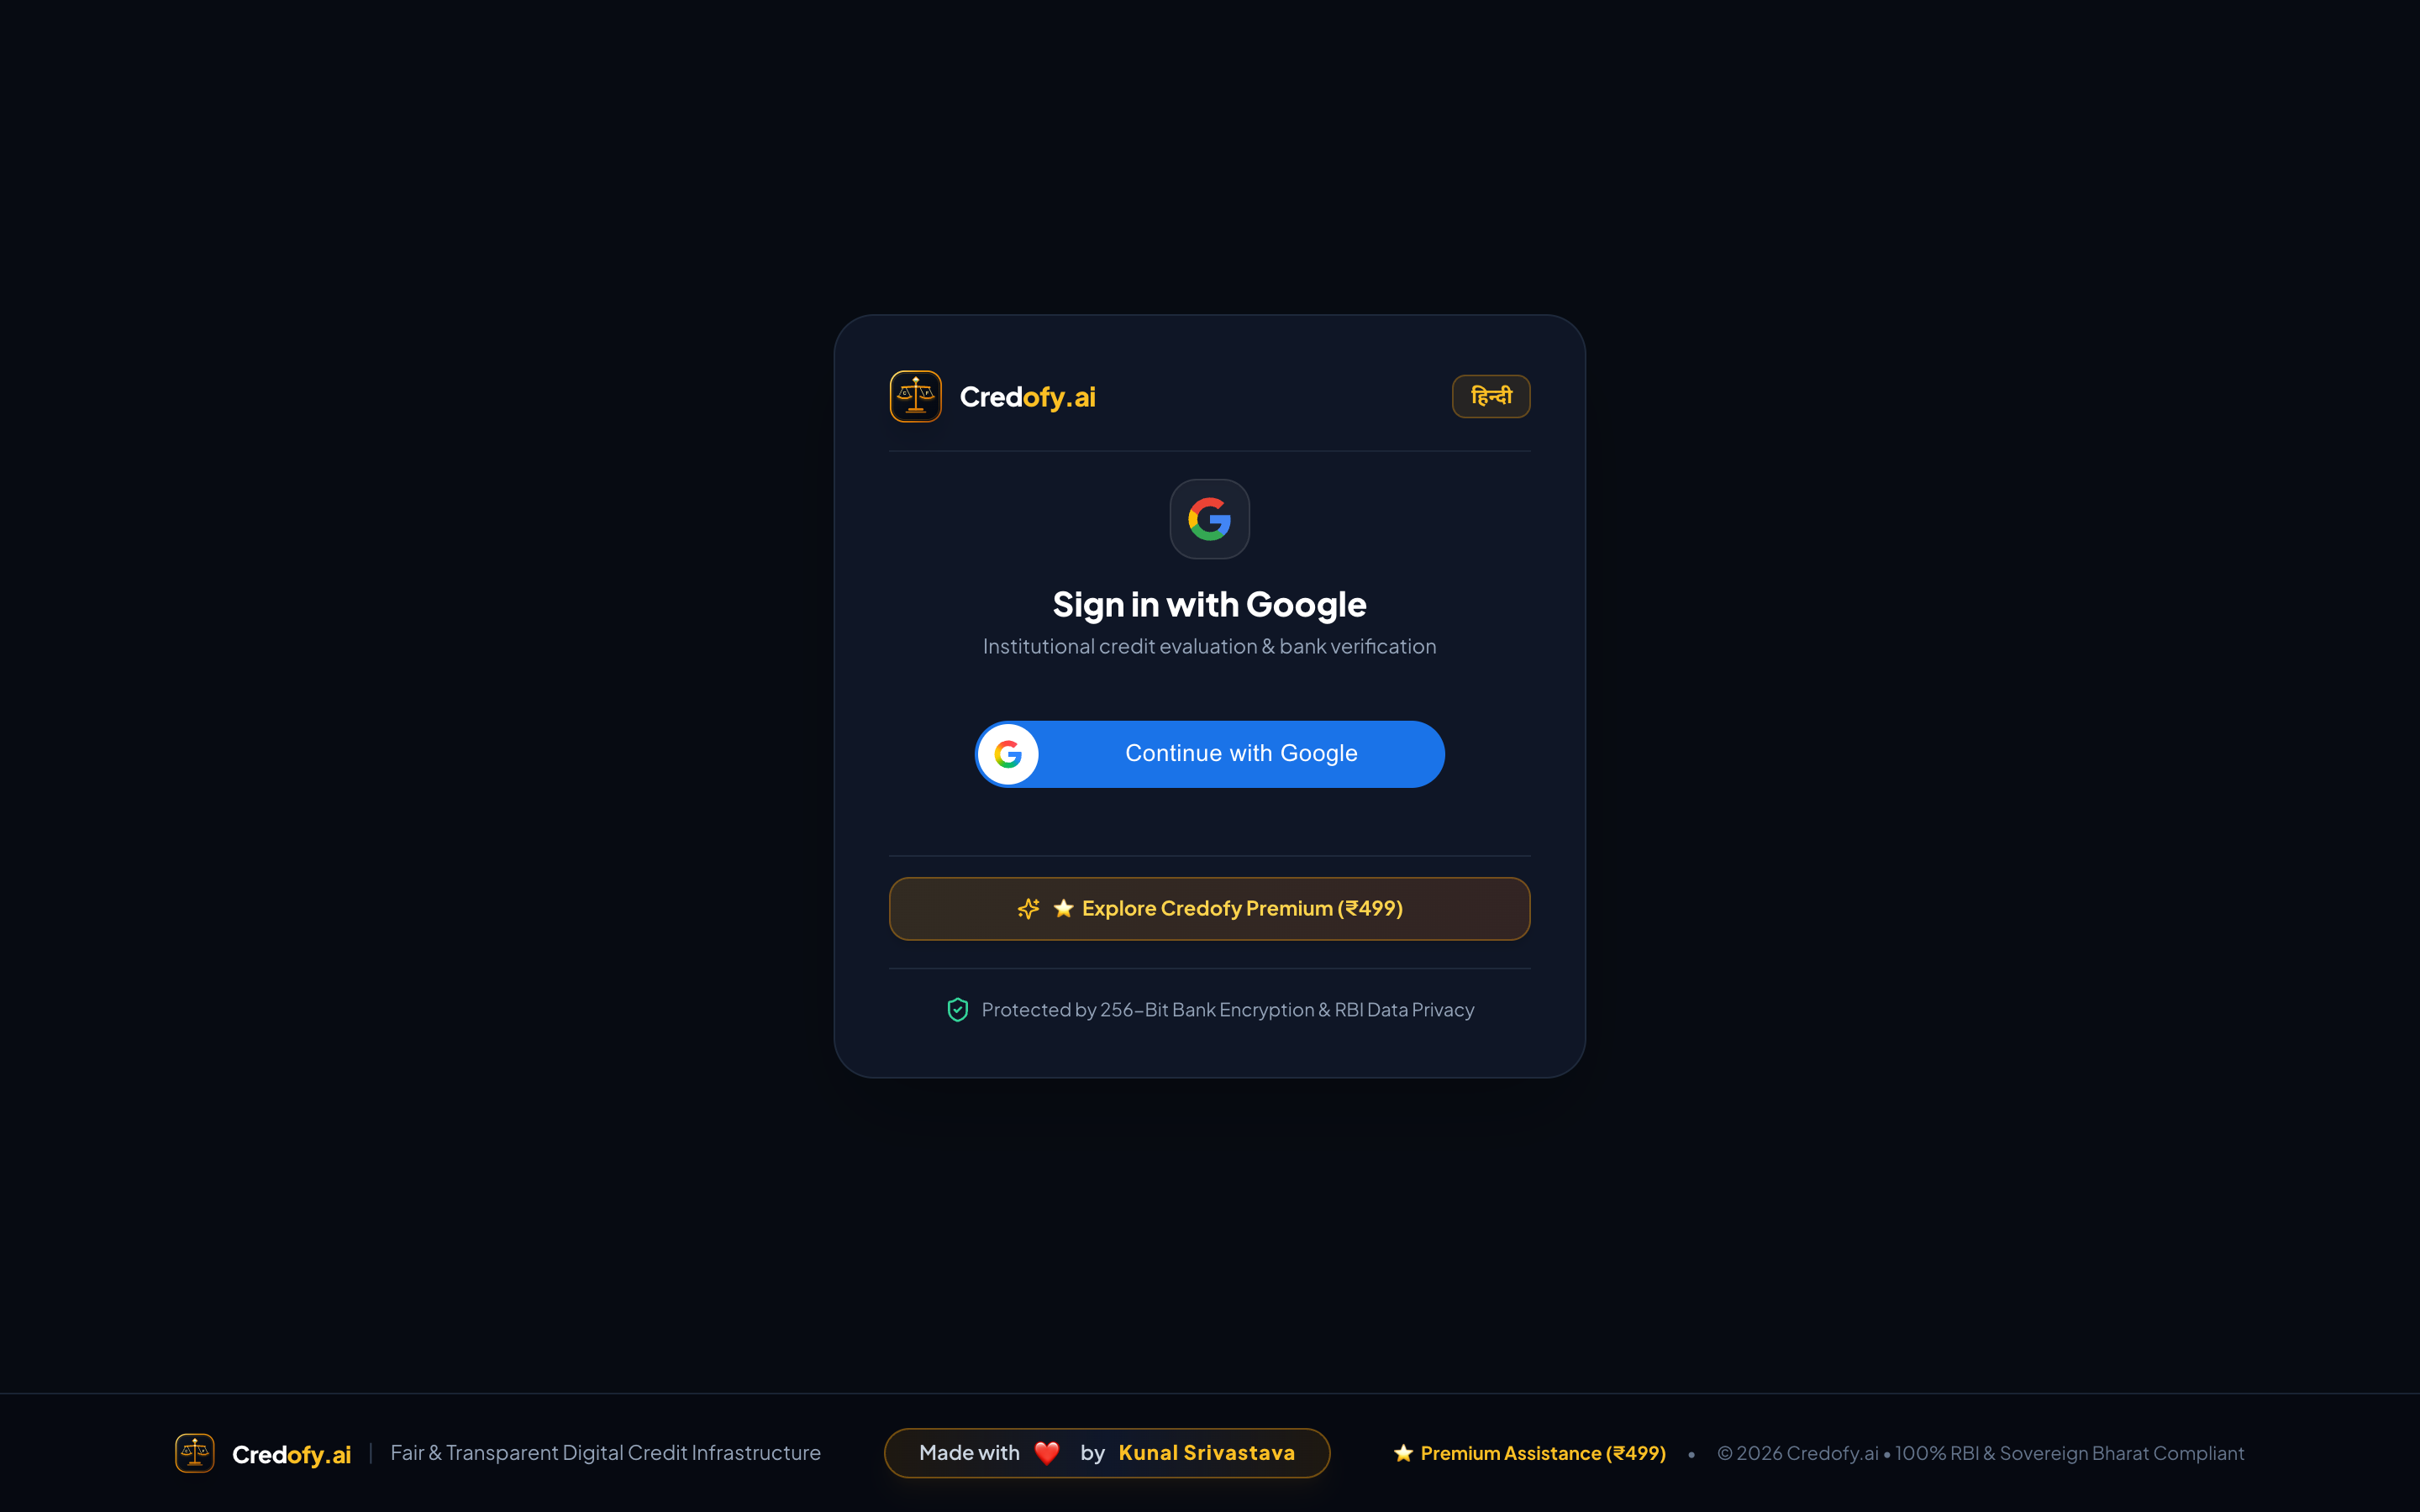 Credofy.ai
हिन्दी
Sign in with Google
Institutional credit evaluation & bank verification
Continue with Google
⭐ Explore Credofy Premium (₹499)
Protected by 256-Bit Bank Encryption & RBI Data Privacy
Credofy.ai | Fair & Transparent Digital Credit Infrastructure
Made with ❤️ by Kunal Srivastava
⭐ Premium Assistance (₹499) • © 2026 Credofy.ai • 100% RBI & Sovereign Bharat Compliant